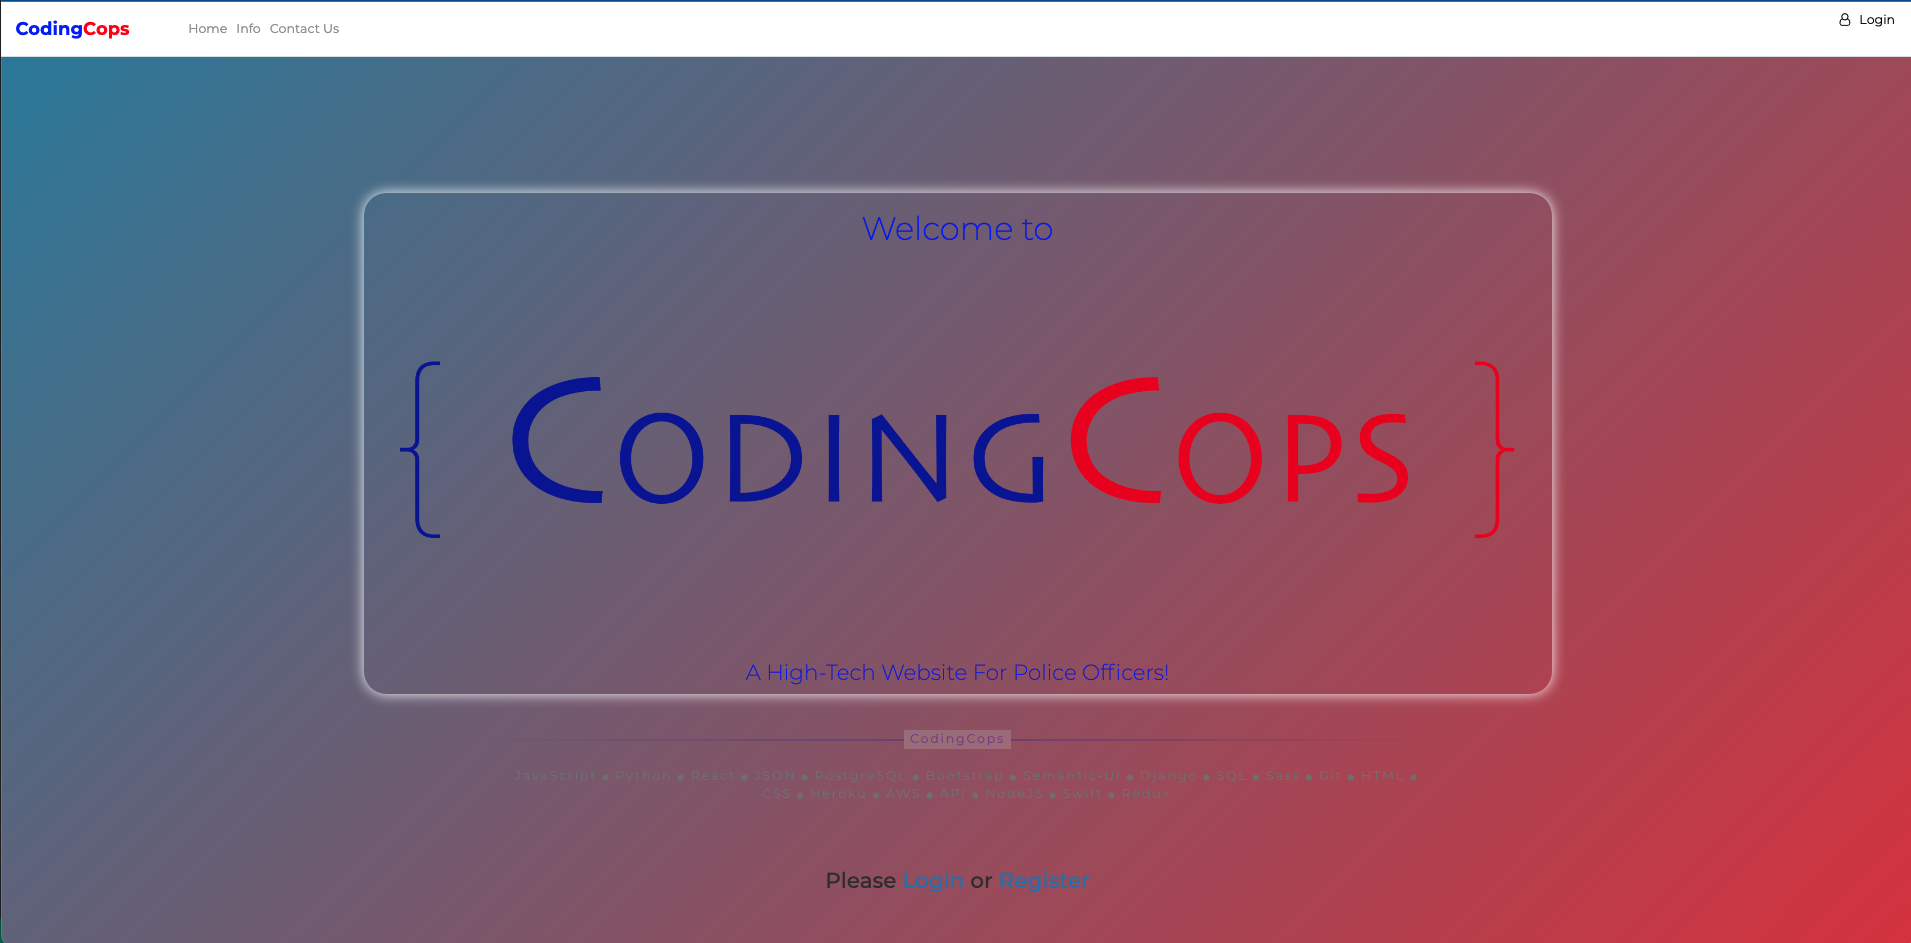 CodingCops Home Info Contact Us Login
Welcome to
{ CodingCops }
A High-Tech Website For Police Officers!
CodingCops
JavaScript ● Python ● React ● JSON ● PostgreSQL ● Bootstrap ● Semantic-UI ● Django ● SQL ● Sass ● Git ● HTML ●
CSS ● Heroku ● AWS ● API ● NodeJS ● Swift ● Redux
Please Login or Register